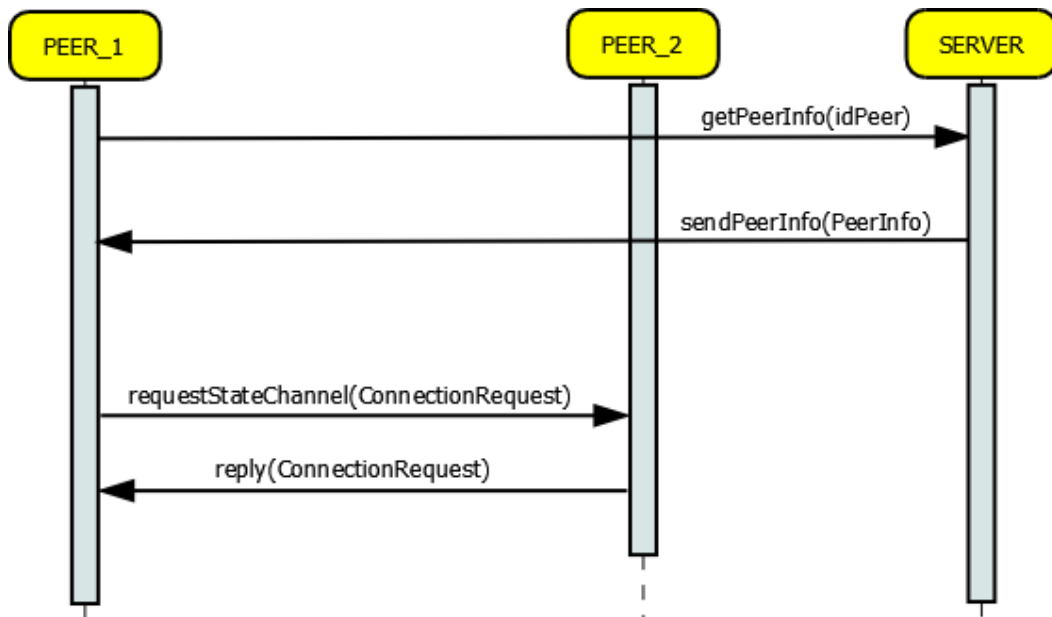 PEER_1
PEER_2
SERVER
getPeerInfo(idPeer)
sendPeerInfo(PeerInfo)
requestStateChannel(ConnectionRequest)
reply(ConnectionRequest)